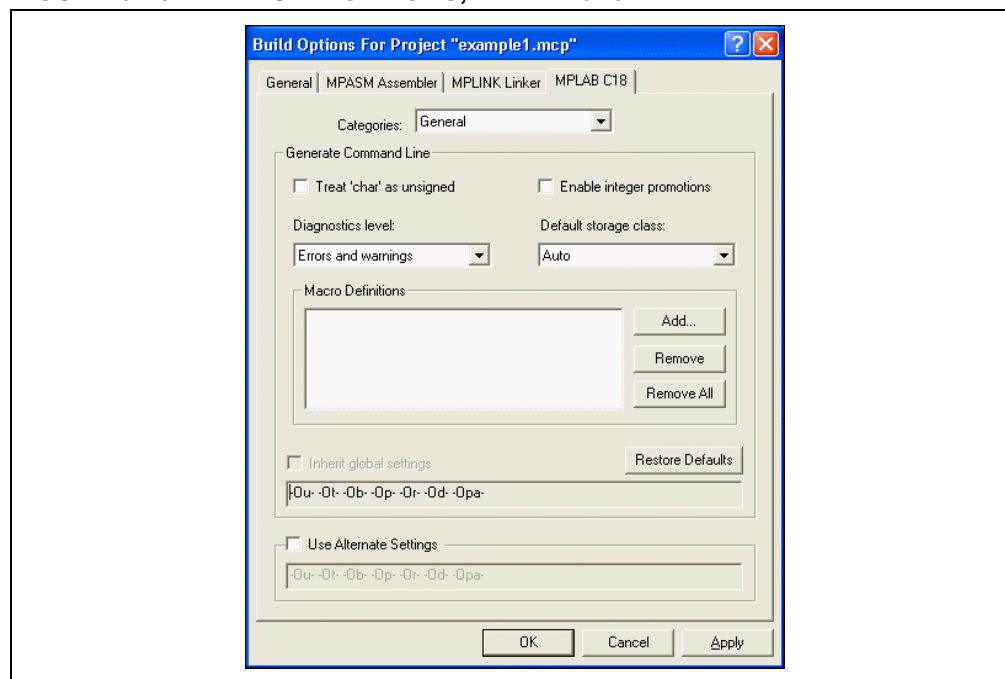 Build Options For Project "example1.mcp"
General MPASM Assembler MPLINK Linker MPLAB C18
Categories: General
Generate Command Line
Treat 'char' as unsigned Enable integer promotions
Diagnostics level: Default storage class:
Errors and warnings Auto
Macro Definitions
Add...
Remove
Remove All
Inherit global settings Restore Defaults
-Ou- -Ot- -Ob- -Op- -Or- -Od- -Opa-
Use Alternate Settings
-Ou- -Ot- -Ob- -Op- -Or- -Od- -Opa-
OK Cancel Apply